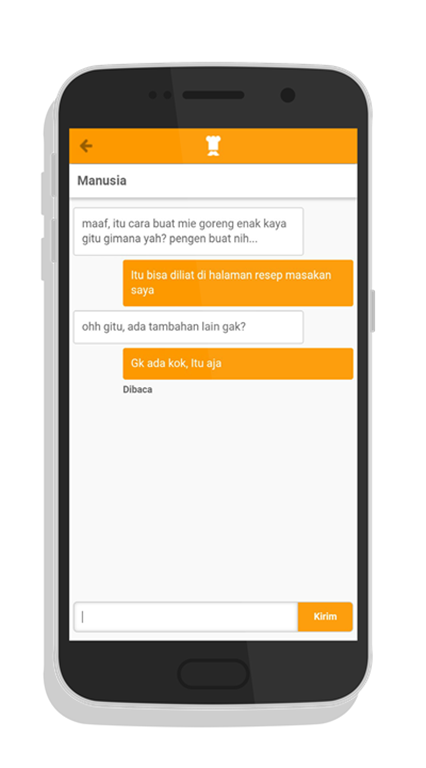 Manusia
maaf, itu cara buat mie goreng enak kaya
gitu gimana yah? pengen buat nih...
Itu bisa diliat di halaman resep masakan
saya
ohh gitu, ada tambahan lain gak?
Gk ada kok, Itu aja
Dibaca
Kirim